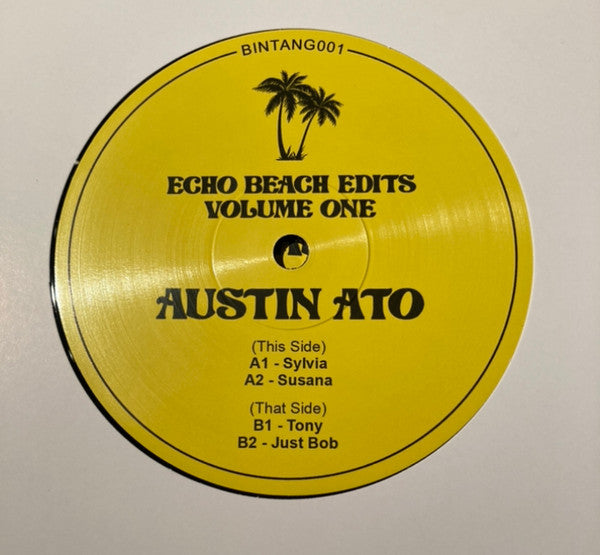 BINTANG001
ECHO BEACH EDITS
VOLUME ONE
AUSTIN ATO
(This Side)
A1 - Sylvia
A2 - Susana
(That Side)
B1 - Tony
B2 - Just Bob